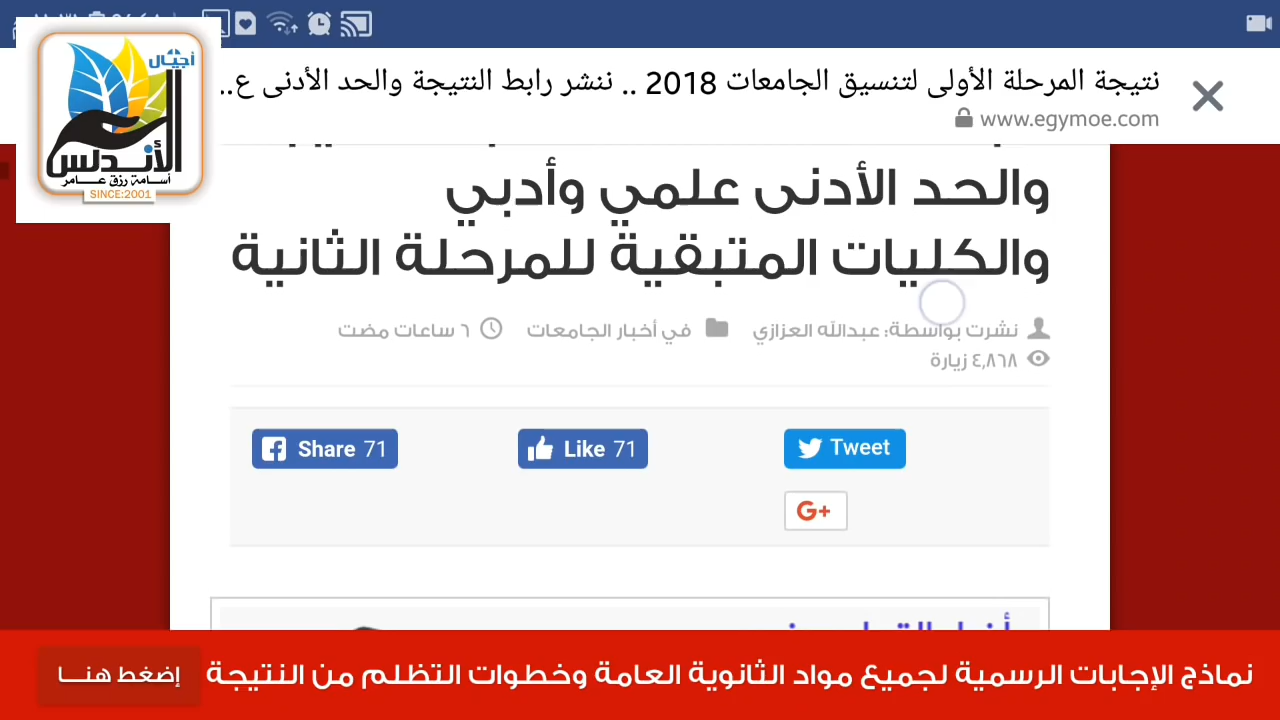 أجيال
الأندلس
أسامة رزق عامر
SINCE:2001
نتيجة المرحلة الأولى لتنسيق الجامعات 2018 .. ننشر رابط النتيجة والحد الأدنى ع..
www.egymoe.com
والحد الأدنى علمي وأدبي
والكليات المتبقية للمرحلة الثانية
نشرت بواسطة: عبدالله العزازي في أخبار الجامعات ٦ ساعات مضت
٤,٨٦٨ زيارة
Share 71 Like 71 Tweet
G+
نماذج الإجابات الرسمية لجميع مواد الثانوية العامة وخطوات التظلم من النتيجة إضغط هنـــا